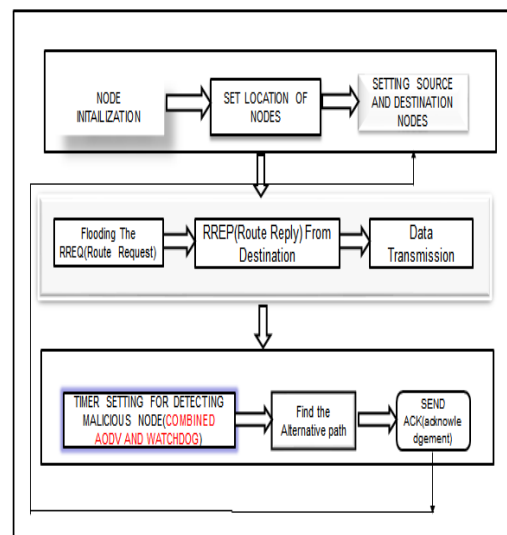 NODE
INITAILIZATION
SET LOCATION OF
NODES
SETTING SOURCE
AND DESTINATION
NODES
Flooding The
RREQ(Route Request)
RREP(Route Reply) From
Destination
Data
Transmission
TIMER SETTING FOR DETECTING
MALICIOUS NODE(COMBINED
AODV AND WATCHDOG)
Find the
Alternative path
SEND
ACK(acknowle
dgement)